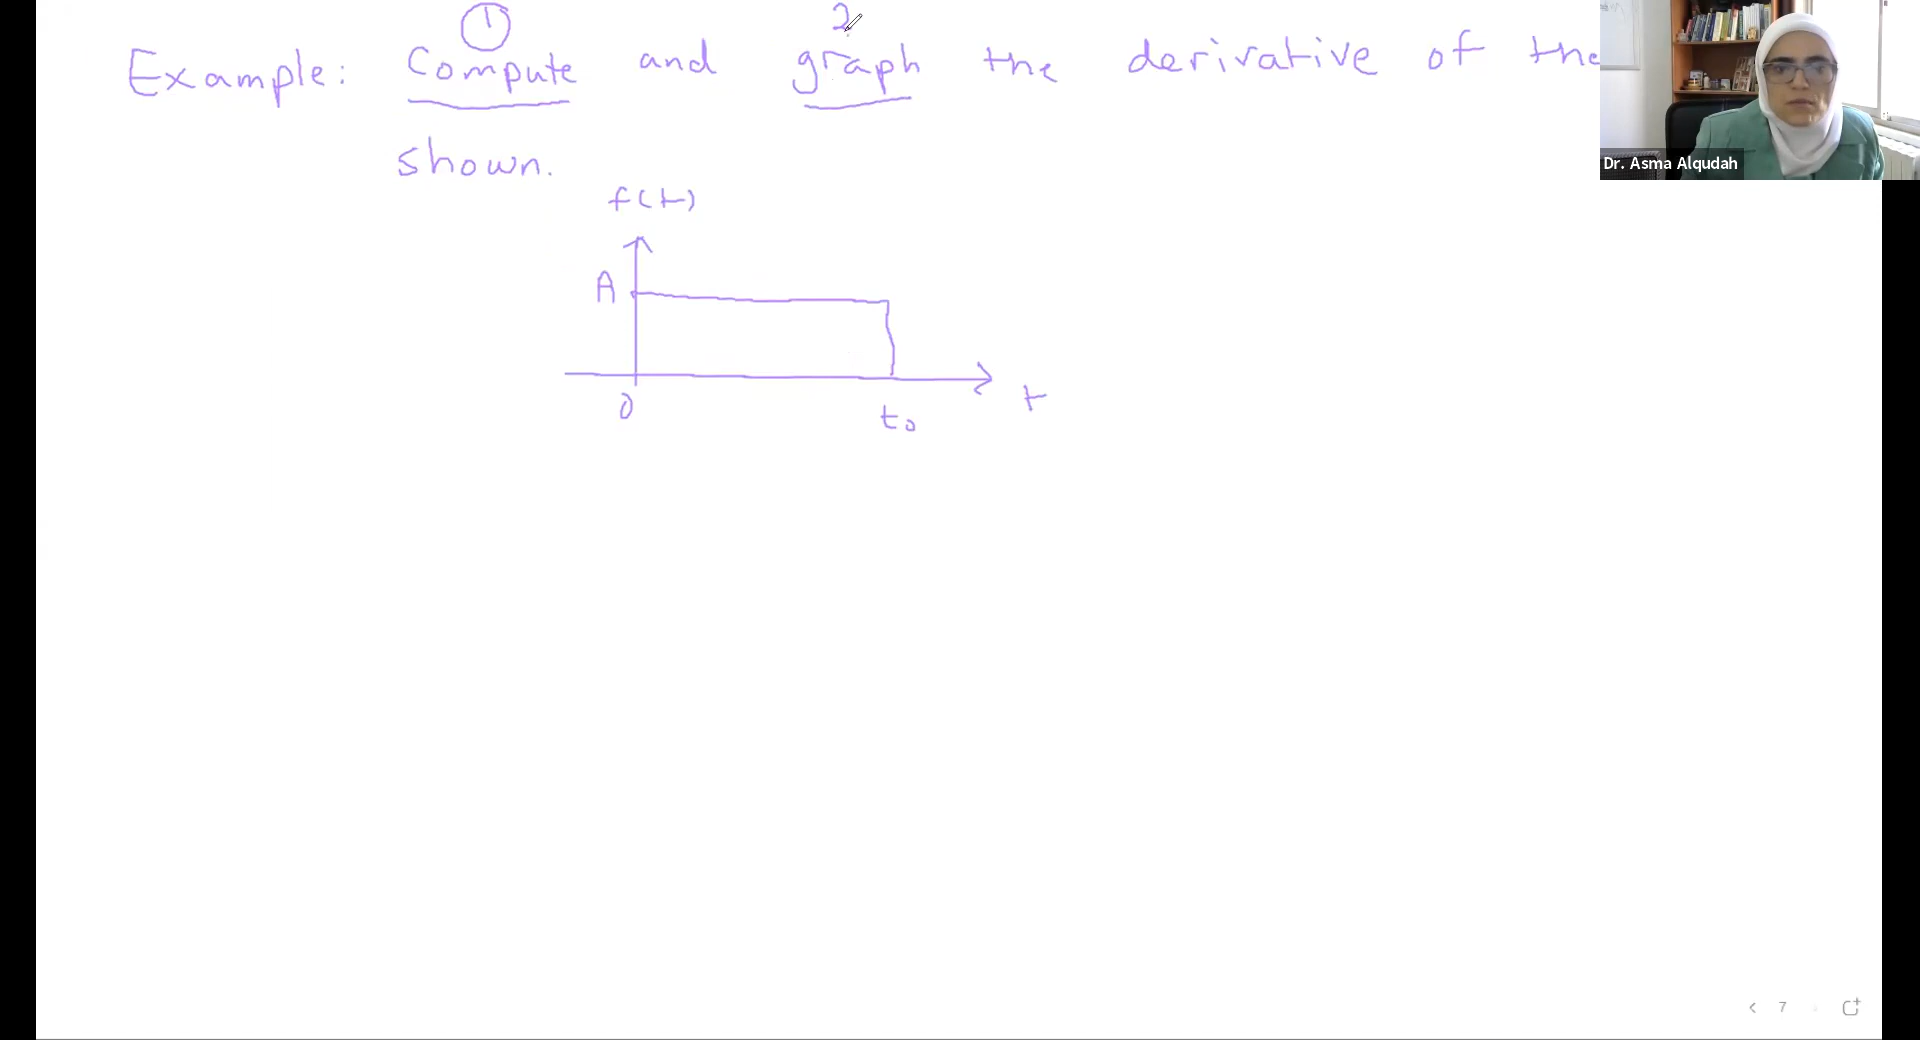 1
2
Example: Compute and graph the derivative of the
shown.
f(t)
A
0
t0
t
Dr. Asma Alqudah
< 7